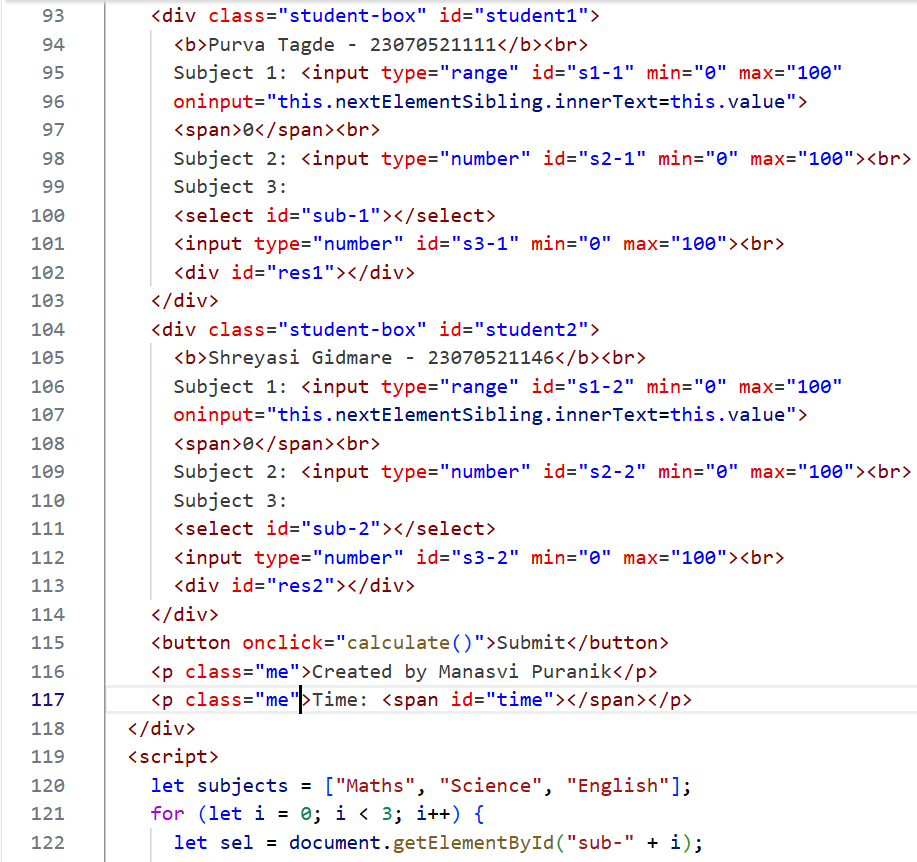 93 <div class="student-box" id="student1">
94 <b>Purva Tagde - 23070521111</b><br>
95 Subject 1: <input type="range" id="s1-1" min="0" max="100"
96 oninput="this.nextElementSibling.innerText=this.value">
97 <span>0</span><br>
98 Subject 2: <input type="number" id="s2-1" min="0" max="100"><br>
99 Subject 3:
100 <select id="sub-1"></select>
101 <input type="number" id="s3-1" min="0" max="100"><br>
102 <div id="res1"></div>
103 </div>
104 <div class="student-box" id="student2">
105 <b>Shreyasi Gidmare - 23070521146</b><br>
106 Subject 1: <input type="range" id="s1-2" min="0" max="100"
107 oninput="this.nextElementSibling.innerText=this.value">
108 <span>0</span><br>
109 Subject 2: <input type="number" id="s2-2" min="0" max="100"><br>
110 Subject 3:
111 <select id="sub-2"></select>
112 <input type="number" id="s3-2" min="0" max="100"><br>
113 <div id="res2"></div>
114 </div>
115 <button onclick="calculate()">Submit</button>
116 <p class="me">Created by Manasvi Puranik</p>
117 <p class="me">Time: <span id="time"></span></p>
118 </div>
119 <script>
120 let subjects = ["Maths", "Science", "English"];
121 for (let i = 0; i < 3; i++) {
122 let sel = document.getElementById("sub-" + i);